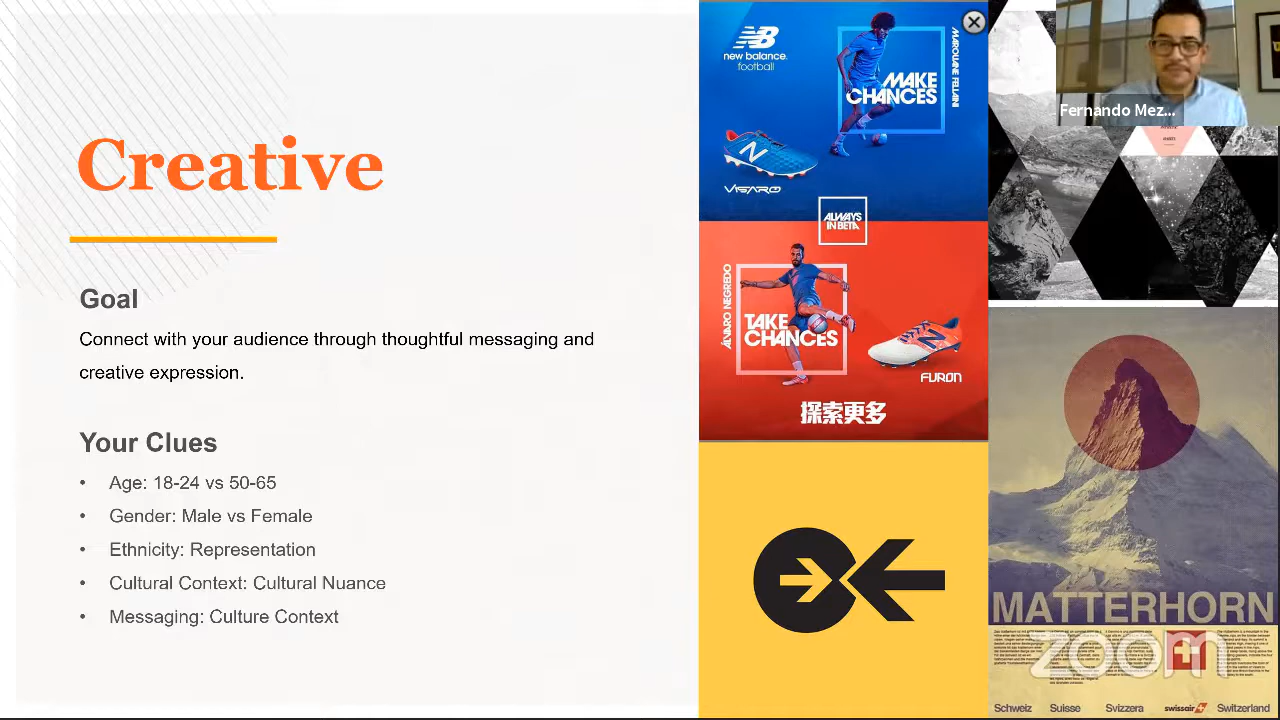 Creative
Goal
Connect with your audience through thoughtful messaging and
creative expression.
Your Clues
• Age: 18-24 vs 50-65
• Gender: Male vs Female
• Ethnicity: Representation
• Cultural Context: Cultural Nuance
• Messaging: Culture Context
new balance
football
MAROUANE FELLAINI
MAKE
CHANCES
VISARO
ALWAYS
IN BETA
ÁLVARO NEGREDO
TAKE
CHANCES
FURON
探索更多
Fernando Mez...
MATTERHORN
zoom
Schweiz
Suisse
Svizzera
swissair
Switzerland